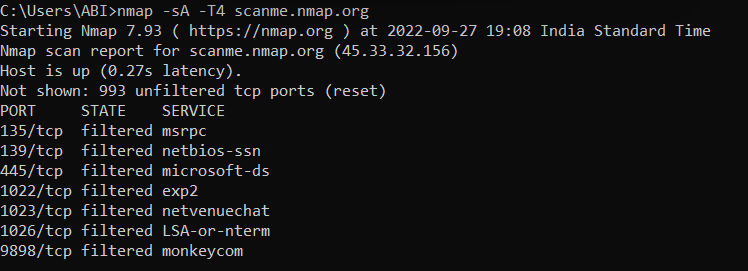 C:\Users\ABI>nmap -sA -T4 scanme.nmap.org
Starting Nmap 7.93 ( https://nmap.org ) at 2022-09-27 19:08 India Standard Time
Nmap scan report for scanme.nmap.org (45.33.32.156)
Host is up (0.27s latency).
Not shown: 993 unfiltered tcp ports (reset)
PORT     STATE    SERVICE
135/tcp  filtered msrpc
139/tcp  filtered netbios-ssn
445/tcp  filtered microsoft-ds
1022/tcp filtered exp2
1023/tcp filtered netvenuechat
1026/tcp filtered LSA-or-nterm
9898/tcp filtered monkeycom